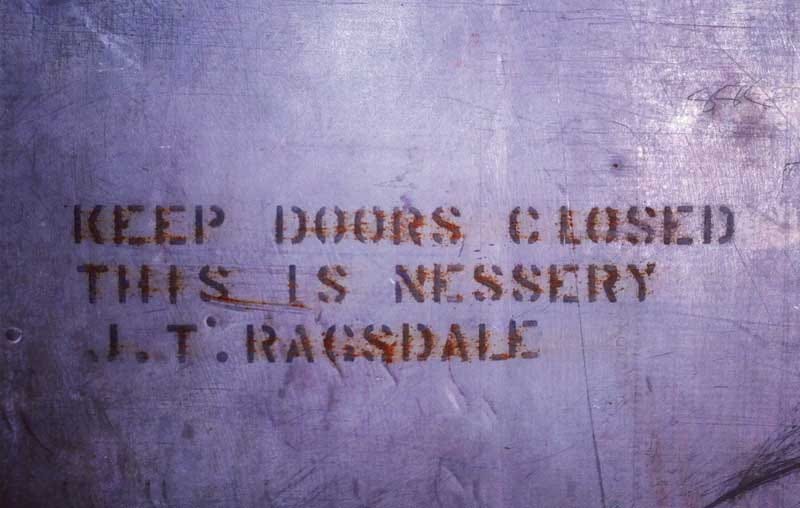 KEEP DOORS CLOSED
THIS IS NESSERY
J.T. RAGSDALE